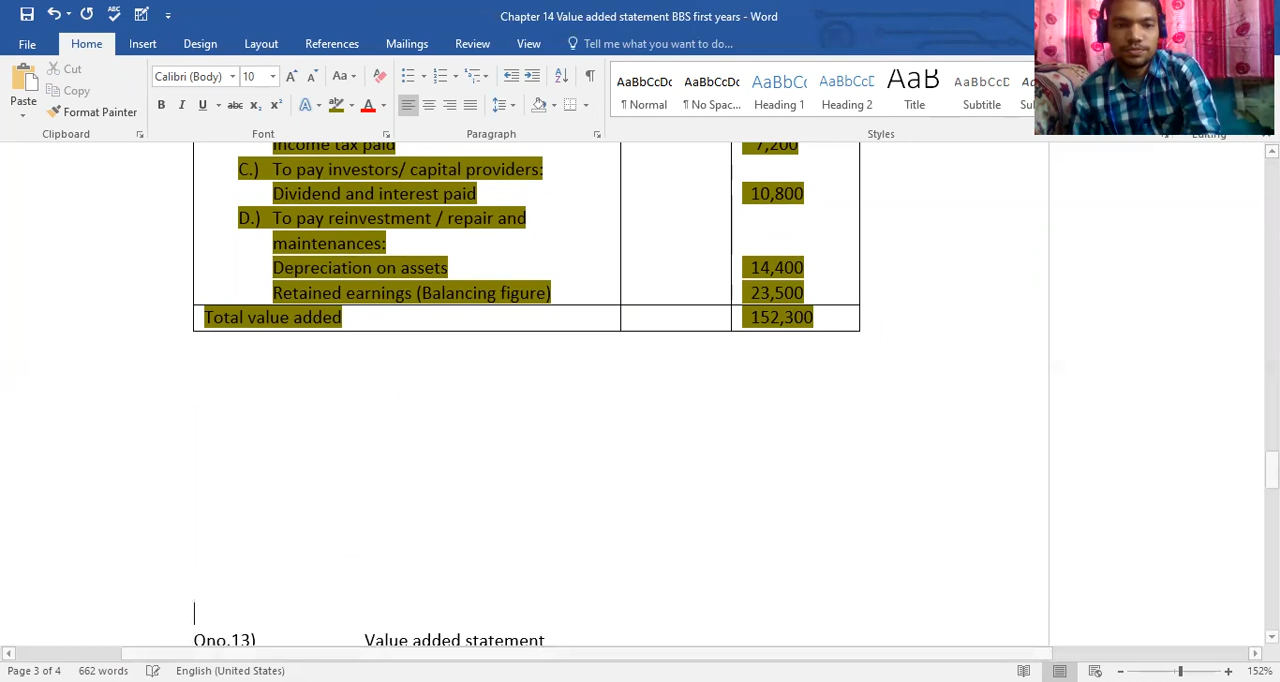 Chapter 14 Value added statement BBS first years - Word
File Home Insert Design Layout References Mailings Review View Tell me what you want to do...
Paste
Cut
Copy
Format Painter
Clipboard
Calibri (Body) 10
Font
Paragraph
AaBbCcDc AaBbCcDc AaBbCc AaBbCcD AaB AaBbCcD
¶ Normal ¶ No Spac... Heading 1 Heading 2 Title Subtitle
Styles
Editing
Income tax paid 7,200
C.) To pay investors/ capital providers:
Dividend and interest paid 10,800
D.) To pay reinvestment / repair and
maintenances:
Depreciation on assets 14,400
Retained earnings (Balancing figure) 23,500
Total value added 152,300
Qno.13) Value added statement
Page 3 of 4 662 words English (United States) 152%